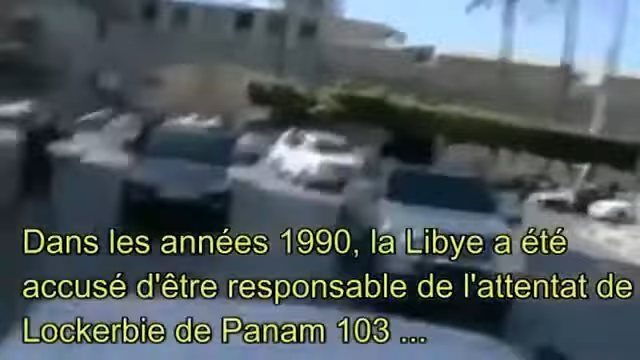 Dans les années 1990, la Libye a été
accusé d'être responsable de l'attentat de
Lockerbie de Panam 103 ...